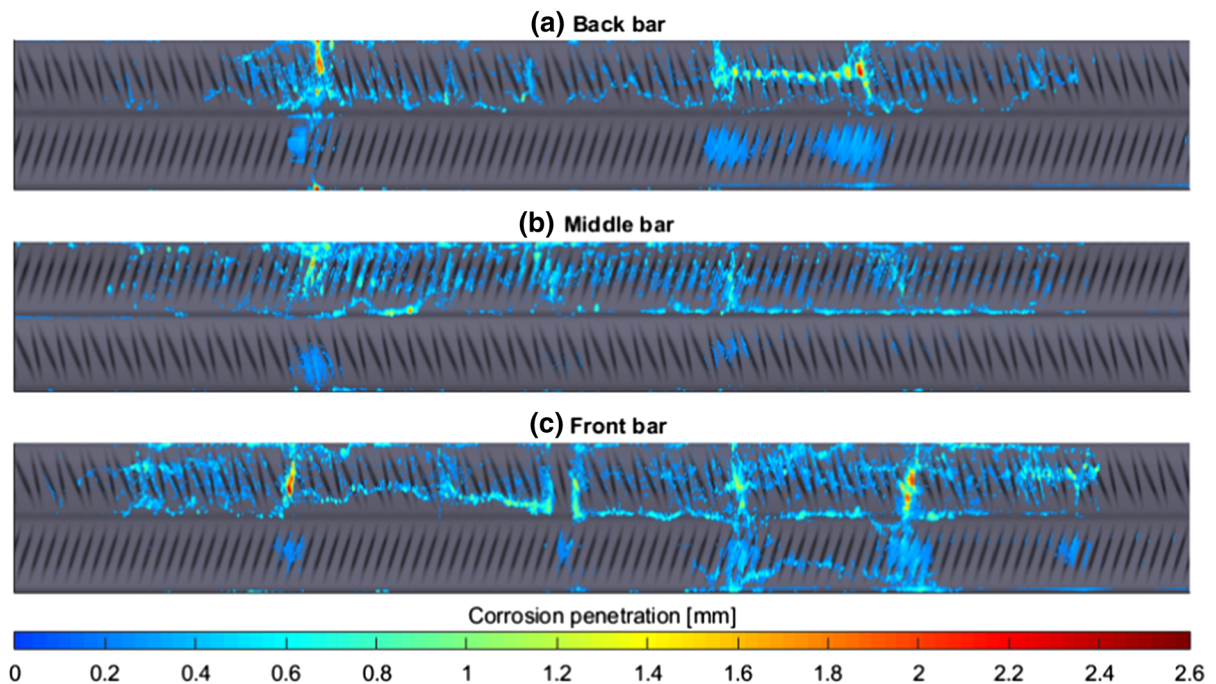 (a) Back bar
(b) Middle bar
(c) Front bar
Corrosion penetration [mm]
0 0.2 0.4 0.6 0.8 1 1.2 1.4 1.6 1.8 2 2.2 2.4 2.6